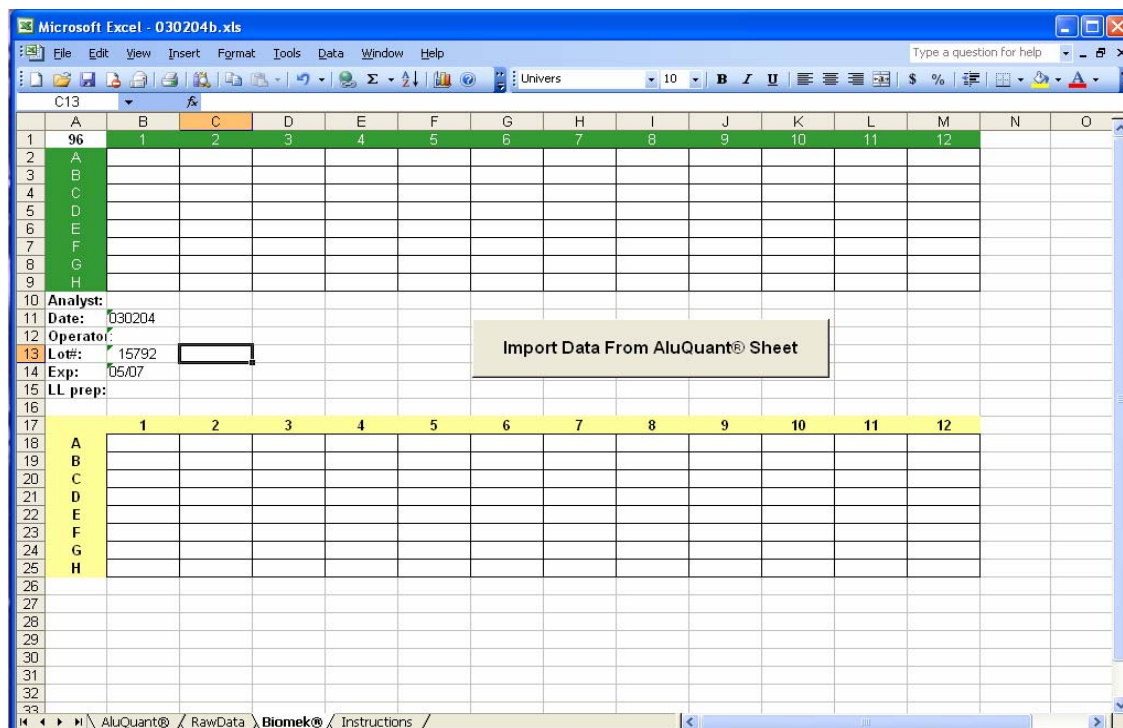 Microsoft Excel - 030204b.xls
File Edit View Insert Format Tools Data Window Help Type a question for help
Univers 10 B I U $ %
C13 fx
A B C D E F G H I J K L M N O
1 96 1 2 3 4 5 6 7 8 9 10 11 12
2 A
3 B
4 C
5 D
6 E
7 F
8 G
9 H
10 Analyst:
11 Date: 030204
12 Operator:
13 Lot#: 15792
Import Data From AluQuant® Sheet
14 Exp: 05/07
15 LL prep:
16
17 1 2 3 4 5 6 7 8 9 10 11 12
18 A
19 B
20 C
21 D
22 E
23 F
24 G
25 H
26
27
28
29
30
31
32
33
AluQuant® / RawData \ Biomek® / Instructions /